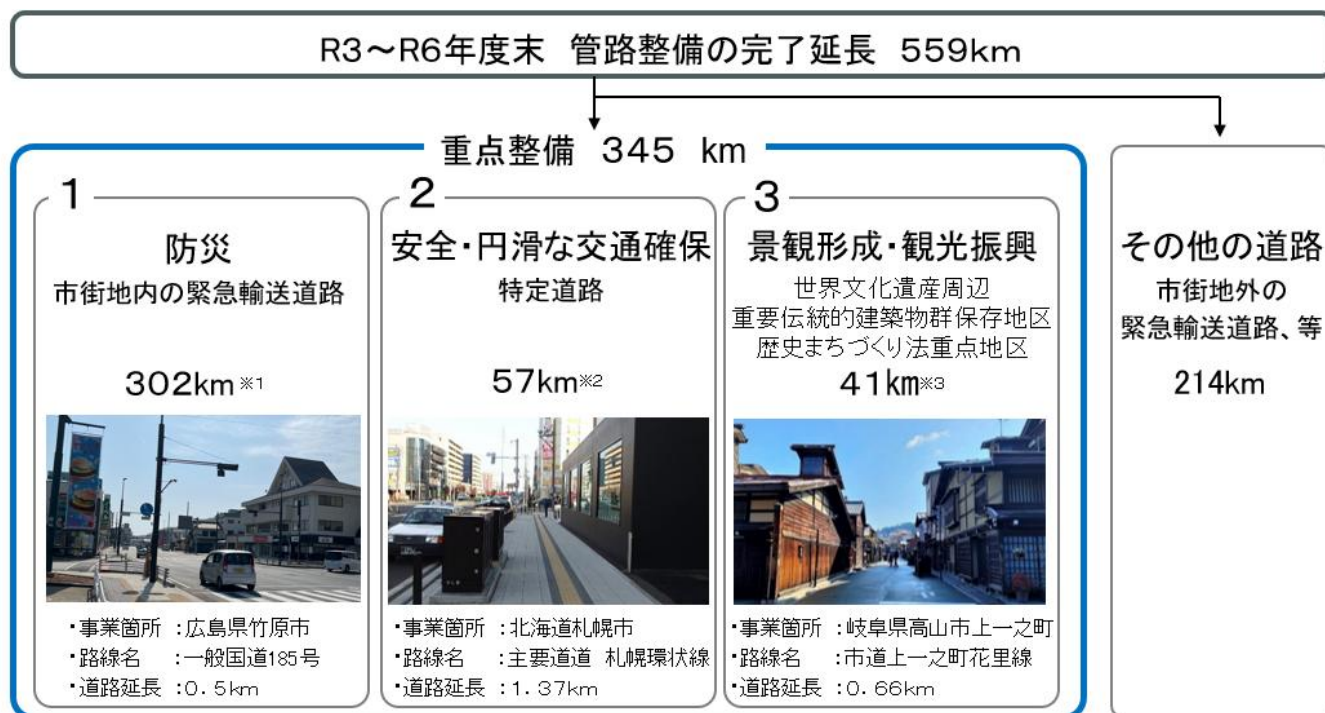 R3～R6年度末 管路整備の完了延長 559km
重点整備 345 km
1
防災
市街地内の緊急輸送道路
302km※1
・事業箇所 :広島県竹原市
・路線名 :一般国道185号
・道路延長 :0.5km
2
安全・円滑な交通確保
特定道路
57km※2
・事業箇所 :北海道札幌市
・路線名 :主要道道 札幌環状線
・道路延長 :1.37km
3
景観形成・観光振興
世界文化遺産周辺
重要伝統的建築物群保存地区
歴史まちづくり法重点地区
41km※3
・事業箇所 :岐阜県高山市上一之町
・路線名 :市道上一之町花里線
・道路延長 :0.66km
その他の道路
市街地外の
緊急輸送道路、等
214km